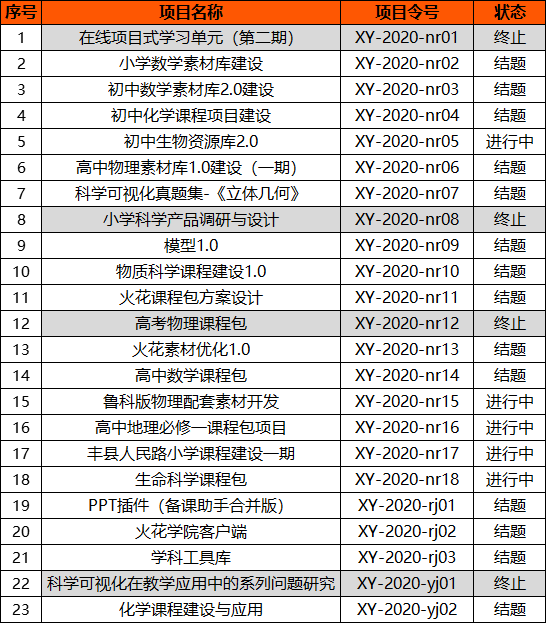 序号 项目名称 项目令号 状态
1 在线项目式学习单元（第二期） XY-2020-nr01 终止
2 小学数学素材库建设 XY-2020-nr02 结题
3 初中数学素材库2.0建设 XY-2020-nr03 结题
4 初中化学课程项目建设 XY-2020-nr04 结题
5 初中生物资源库2.0 XY-2020-nr05 进行中
6 高中物理素材库1.0建设（一期） XY-2020-nr06 结题
7 科学可视化真题集-《立体几何》 XY-2020-nr07 结题
8 小学科学产品调研与设计 XY-2020-nr08 终止
9 模型1.0 XY-2020-nr09 结题
10 物质科学课程建设1.0 XY-2020-nr10 结题
11 火花课程包方案设计 XY-2020-nr11 结题
12 高考物理课程包 XY-2020-nr12 终止
13 火花素材优化1.0 XY-2020-nr13 结题
14 高中数学课程包 XY-2020-nr14 结题
15 鲁科版物理配套素材开发 XY-2020-nr15 进行中
16 高中地理必修一课程包项目 XY-2020-nr16 进行中
17 丰县人民路小学课程建设一期 XY-2020-nr17 进行中
18 生命科学课程包 XY-2020-nr18 进行中
19 PPT插件（备课助手合并版） XY-2020-rj01 结题
20 火花学院客户端 XY-2020-rj02 结题
21 学科工具库 XY-2020-rj03 结题
22 科学可视化在教学应用中的系列问题研究 XY-2020-yj01 终止
23 化学课程建设与应用 XY-2020-yj02 结题